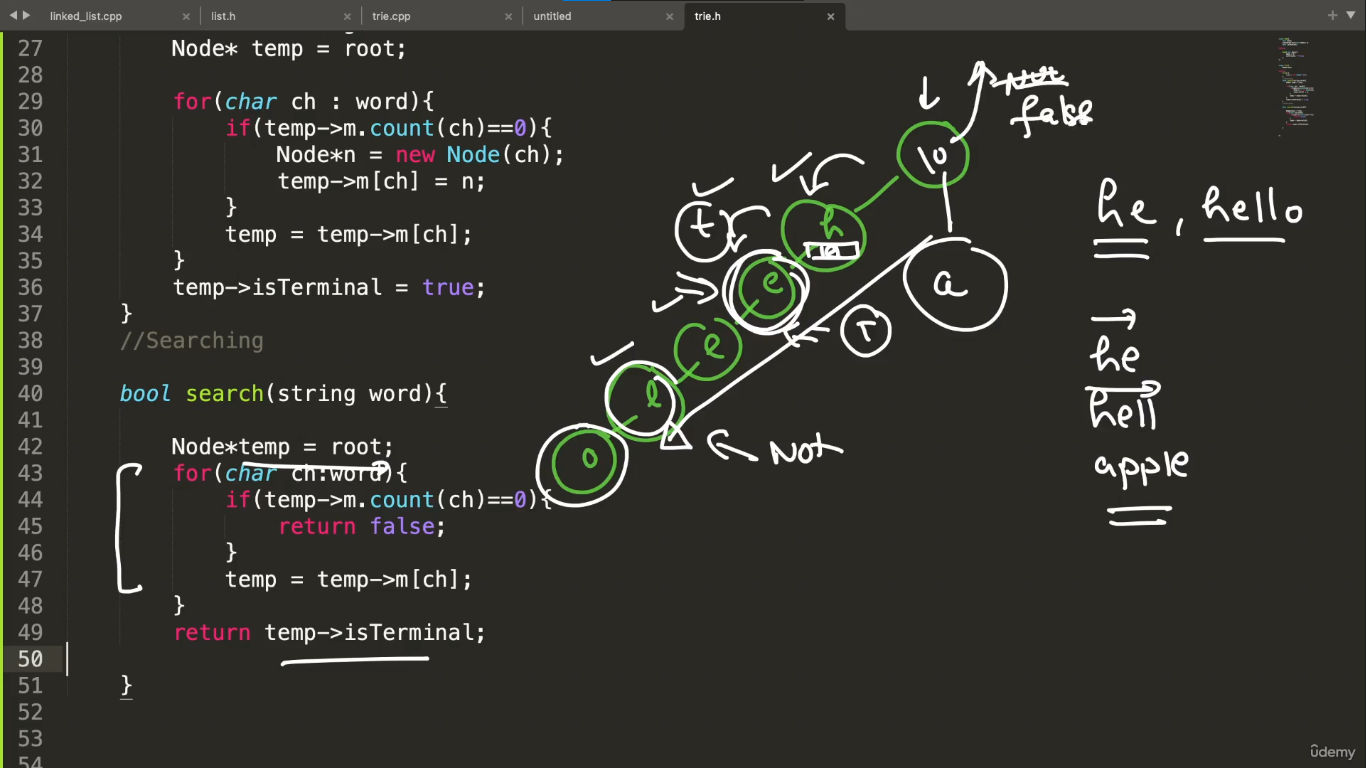 linked_list.cpp × list.h × trie.cpp × untitled × trie.h × +
27 Node* temp = root;
28
29 for(char ch : word){
30 if(temp->m.count(ch)==0){
31 Node*n = new Node(ch);
32 temp->m[ch] = n;
33 }
34 temp = temp->m[ch];
35 }
36 temp->isTerminal = true;
37 }
38 //Searching
39
40 bool search(string word){
41
42 Node*temp = root;
43 for(char ch:word){
44 if(temp->m.count(ch)==0){
45 return false;
46 }
47 temp = temp->m[ch];
48 }
49 return temp->isTerminal;
50
51 }
52
53
54
Not
false
\0
h
t
e
a
l
T
l
o
Not
he, hello
he
hell
apple
ûdemy